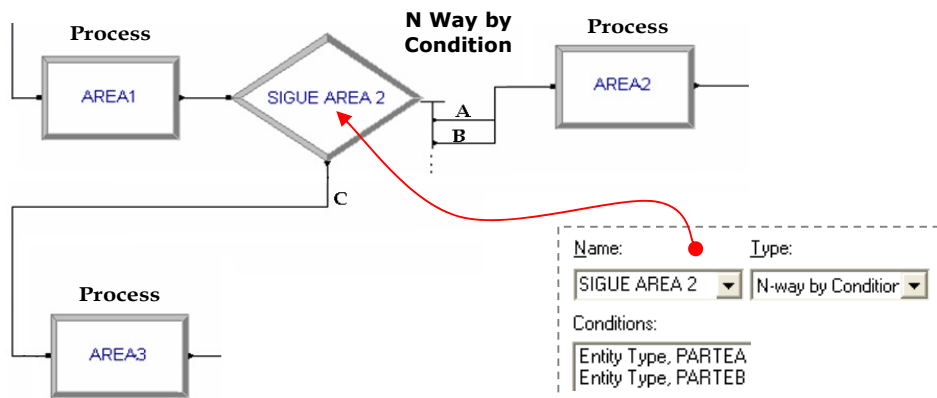 N Way by
Condition
Process
Process
AREA1
SIGUE AREA 2
AREA2
A
B
C
Process
AREA3
Name:
Type:
SIGUE AREA 2
N-way by Condition
Conditions:
Entity Type, PARTEA
Entity Type, PARTEB